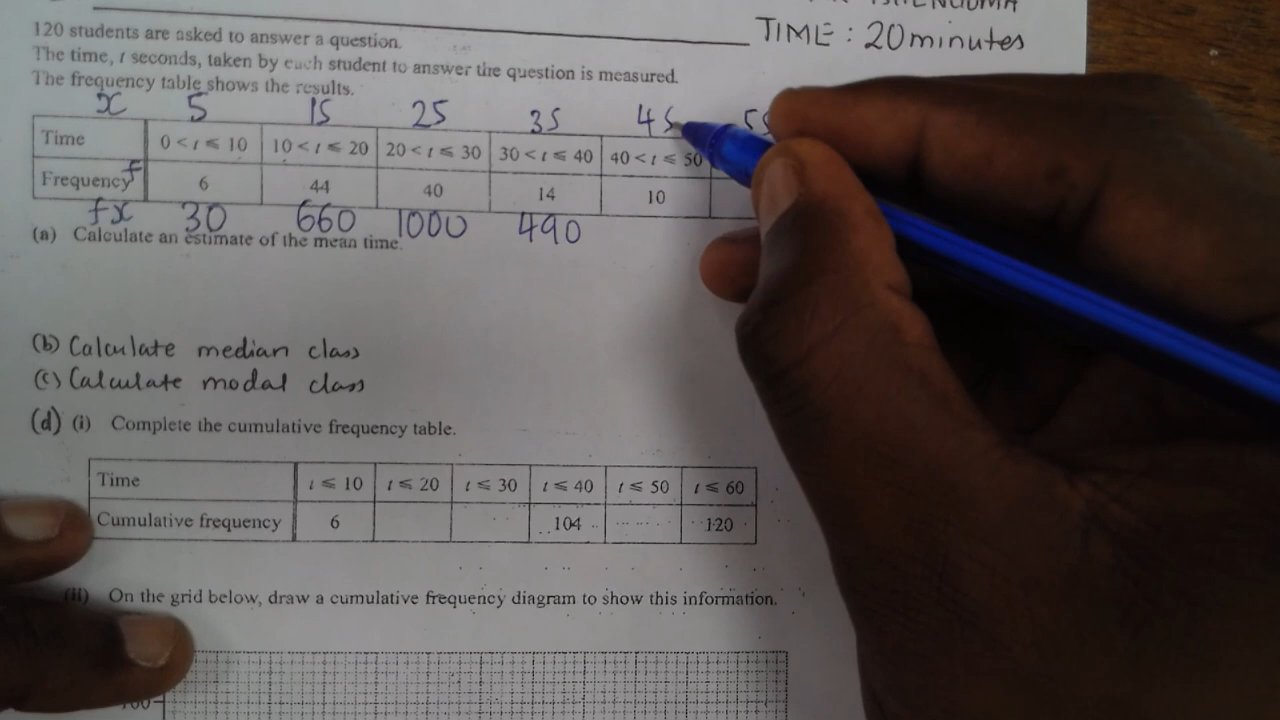 TIME : 20 minutes
120 students are asked to answer a question.
The time, t seconds, taken by each student to answer the question is measured.
The frequency table shows the results.
x 5 15 25 35 45 55
Time 0 < t ≤ 10 10 < t ≤ 20 20 < t ≤ 30 30 < t ≤ 40 40 < t ≤ 50
Frequency f 6 44 40 14 10
fx 30 660 1000 490
(a) Calculate an estimate of the mean time.
(b) Calculate median class
(c) Calculate modal class
(d) (i) Complete the cumulative frequency table.
Time t ≤ 10 t ≤ 20 t ≤ 30 t ≤ 40 t ≤ 50 t ≤ 60
Cumulative frequency 6 104 120
(ii) On the grid below, draw a cumulative frequency diagram to show this information.